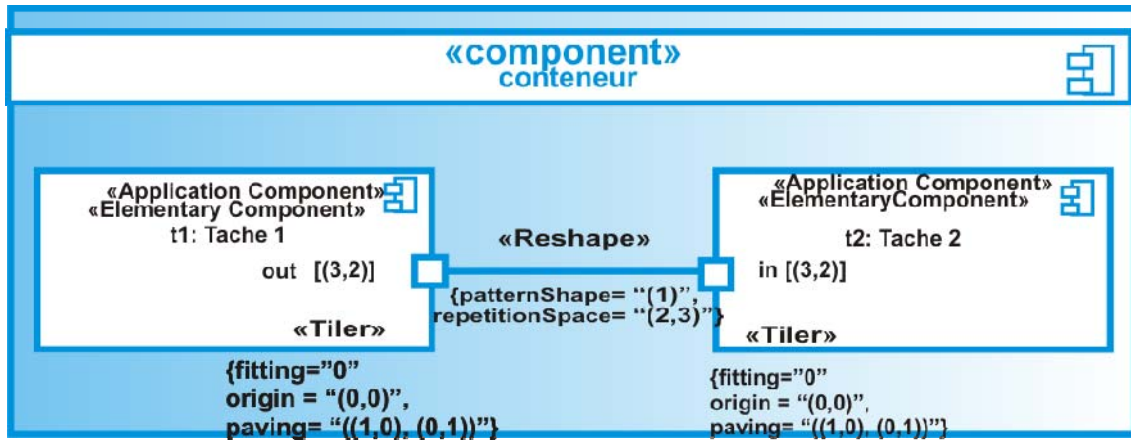 «component»
conteneur
«Application Component»
«Elementary Component»
t1: Tache 1
out [(3,2)]
«Tiler»
{fitting=”0”
origin = “(0,0)”,
paving= “((1,0), (0,1))”}
«Reshape»
{patternShape= “(1)”,
repetitionSpace= “(2,3)”}
«Application Component»
«ElementaryComponent»
t2: Tache 2
in [(3,2)]
«Tiler»
{fitting=”0”
origin = “(0,0)”,
paving= “((1,0), (0,1))”}